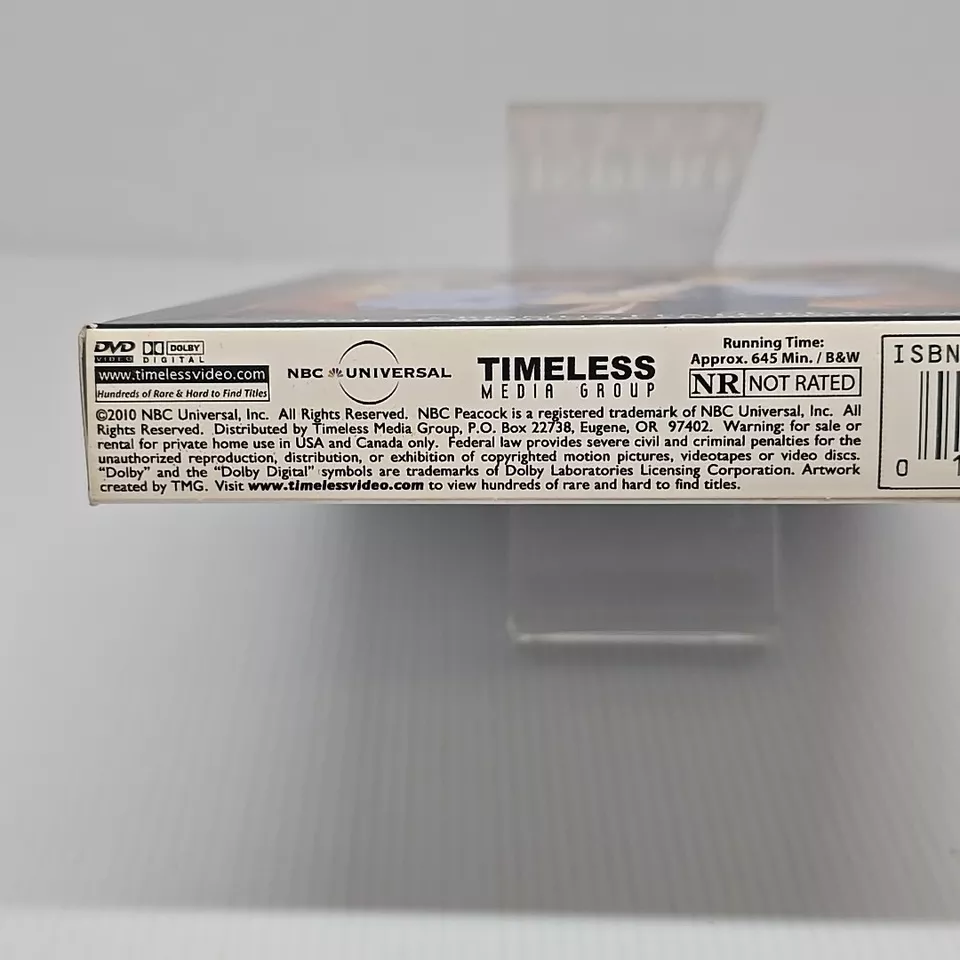 DVD
VIDEO
DOLBY
DIGITAL
www.timelessvideo.com
Hundreds of Rare & Hard to Find Titles
NBC UNIVERSAL
TIMELESS
MEDIA GROUP
Running Time:
Approx. 645 Min. / B&W
NR NOT RATED
©2010 NBC Universal, Inc. All Rights Reserved. NBC Peacock is a registered trademark of NBC Universal, Inc. All
Rights Reserved. Distributed by Timeless Media Group, P.O. Box 22738, Eugene, OR 97402. Warning: for sale or
rental for private home use in USA and Canada only. Federal law provides severe civil and criminal penalties for the
unauthorized reproduction, distribution, or exhibition of copyrighted motion pictures, videotapes or video discs.
"Dolby" and the "Dolby Digital" symbols are trademarks of Dolby Laboratories Licensing Corporation. Artwork
created by TMG. Visit www.timelessvideo.com to view hundreds of rare and hard to find titles.
ISBN
0